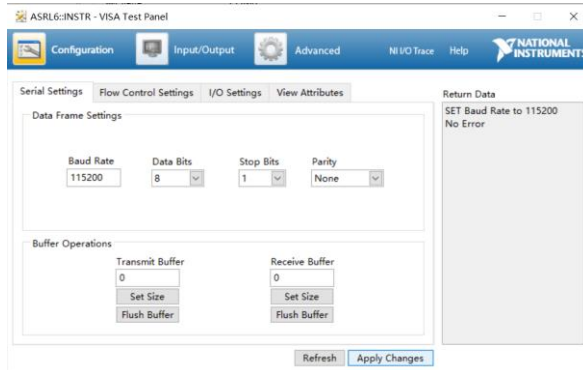 ASRL6::INSTR - VISA Test Panel
Configuration Input/Output Advanced NI I/O Trace Help NATIONAL INSTRUMENTS
Serial Settings Flow Control Settings I/O Settings View Attributes
Return Data
SET Baud Rate to 115200
No Error
Data Frame Settings
Baud Rate Data Bits Stop Bits Parity
115200 8 1 None
Buffer Operations
Transmit Buffer Receive Buffer
0 0
Set Size Set Size
Flush Buffer Flush Buffer
Refresh Apply Changes